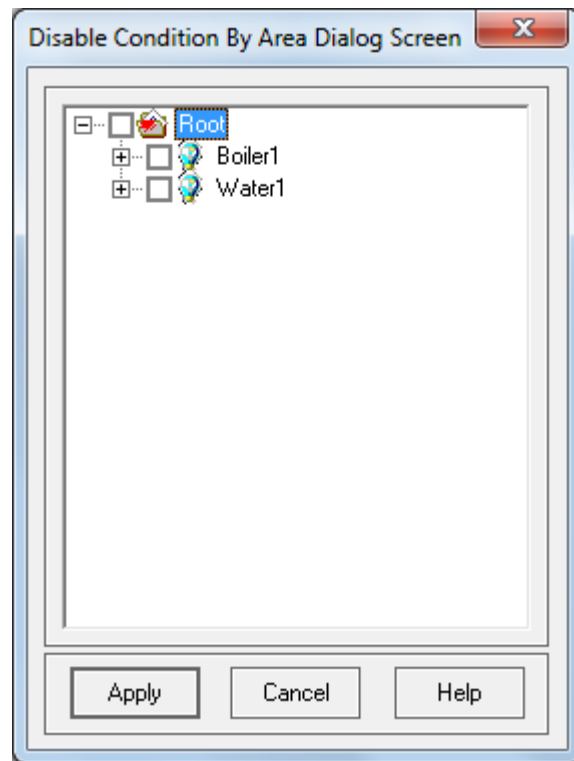 Disable Condition By Area Dialog Screen
Root
Boiler1
Water1
Apply Cancel Help